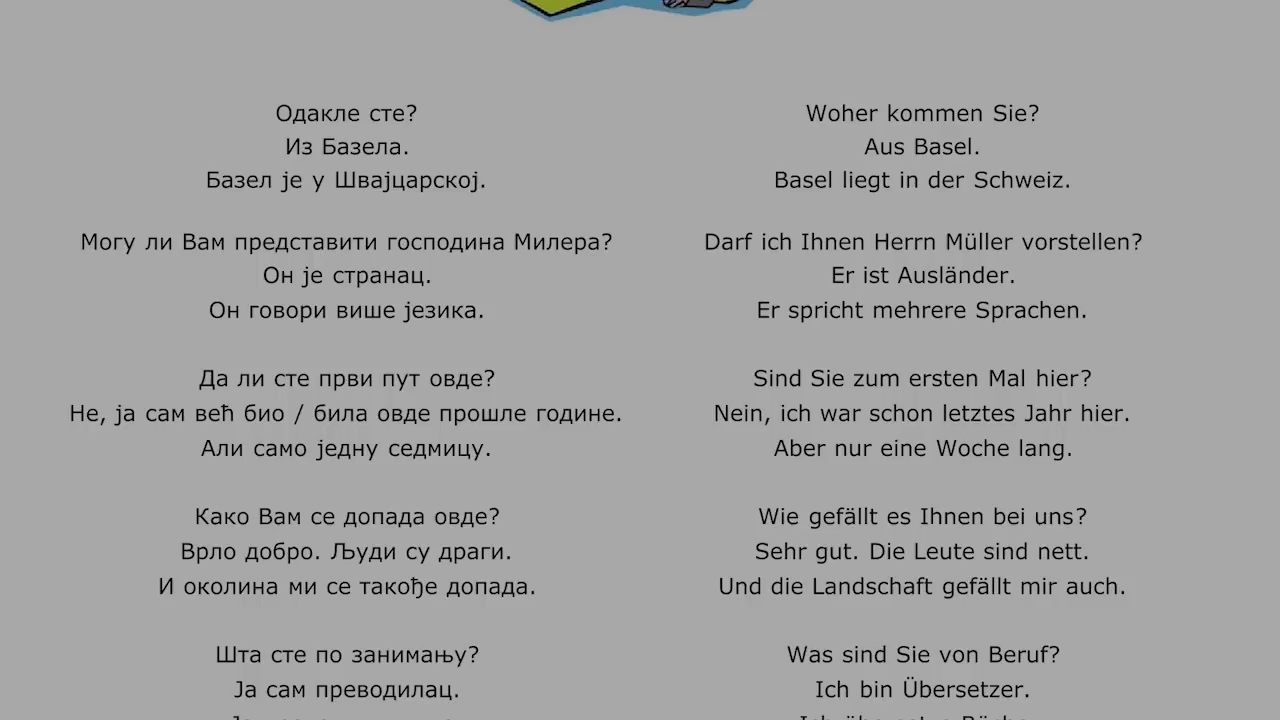 Одакле сте?
Из Базела.
Базел је у Швајцарској.
Могу ли Вам представити господина Милера?
Он је странац.
Он говори више језика.
Да ли сте први пут овде?
Не, ја сам већ био / била овде прошле године.
Али само једну седмицу.
Како Вам се допада овде?
Врло добро. Људи су драги.
И околина ми се такође допада.
Шта сте по занимању?
Ја сам преводилац.
Woher kommen Sie?
Aus Basel.
Basel liegt in der Schweiz.
Darf ich Ihnen Herrn Müller vorstellen?
Er ist Ausländer.
Er spricht mehrere Sprachen.
Sind Sie zum ersten Mal hier?
Nein, ich war schon letztes Jahr hier.
Aber nur eine Woche lang.
Wie gefällt es Ihnen bei uns?
Sehr gut. Die Leute sind nett.
Und die Landschaft gefällt mir auch.
Was sind Sie von Beruf?
Ich bin Übersetzer.